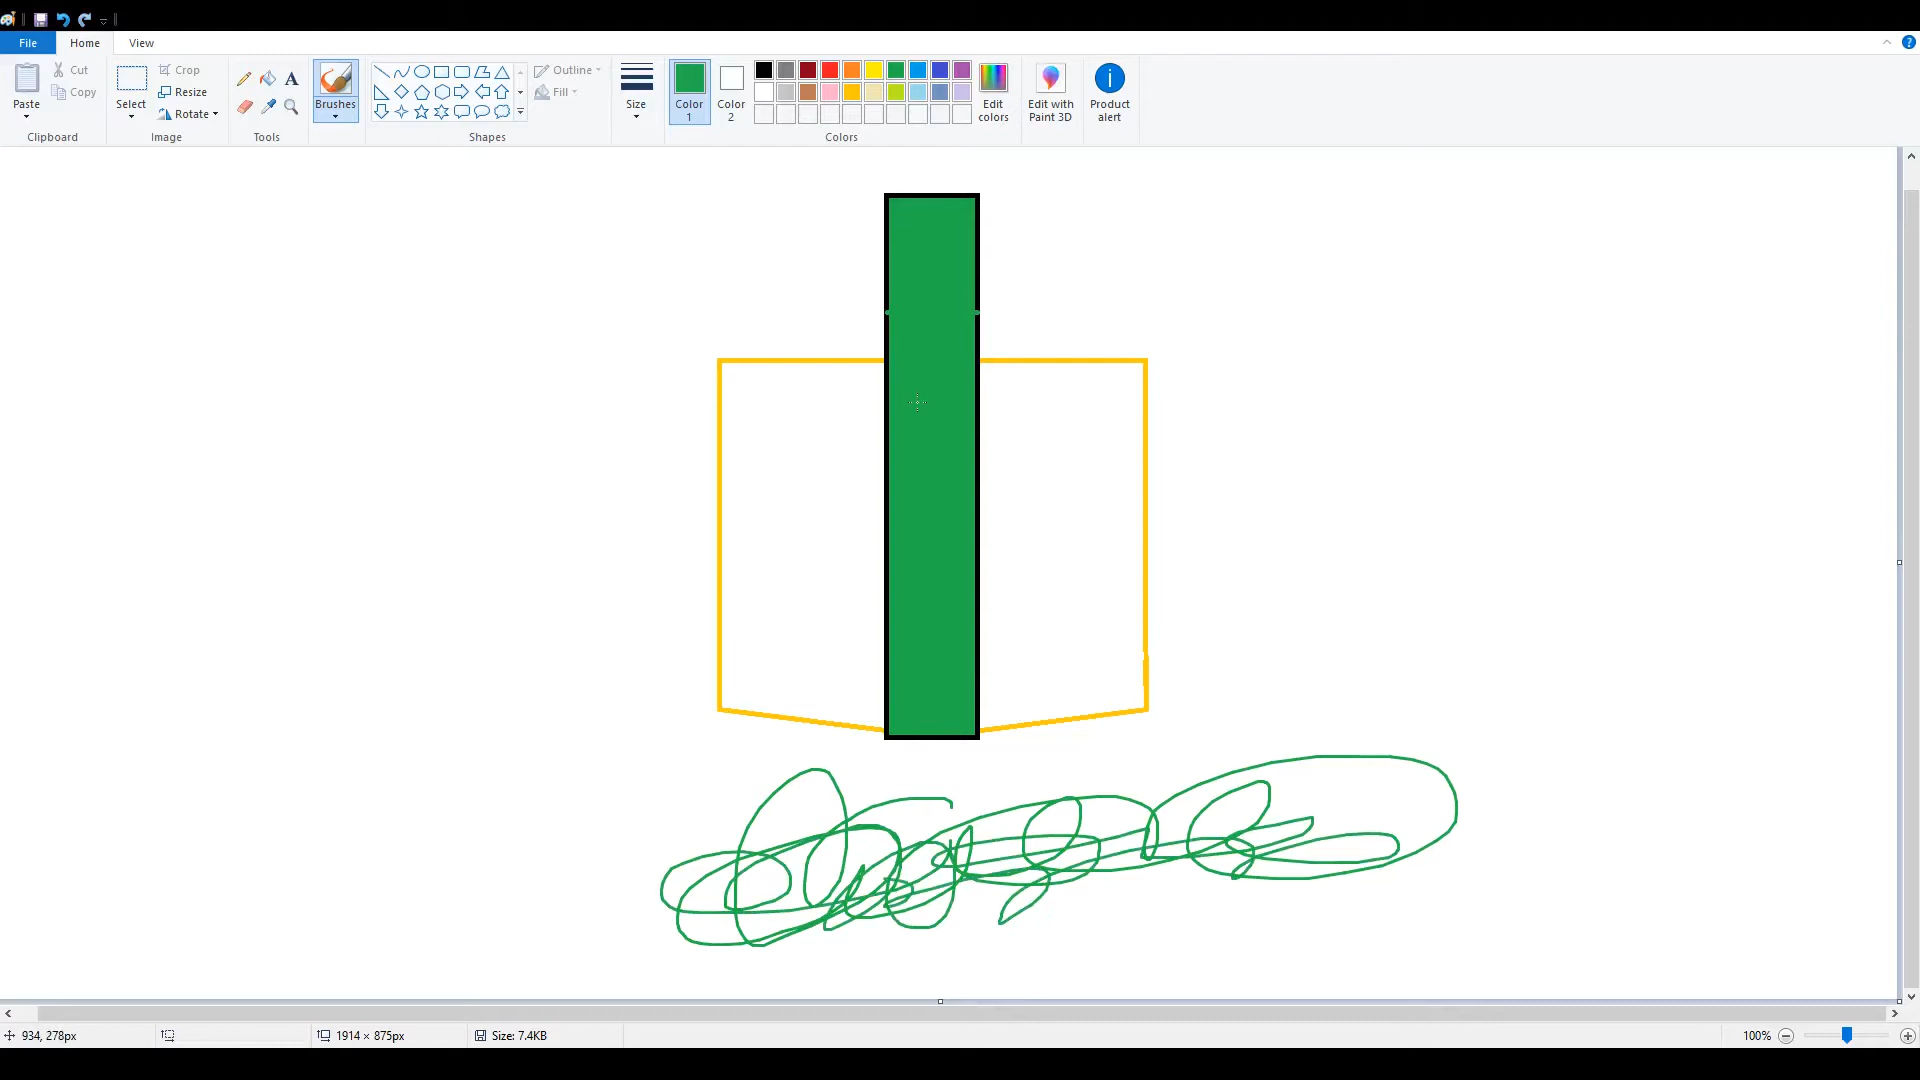 File Home View
Paste
Cut
Copy
Clipboard
Select
Crop
Resize
Rotate
Image
A
Tools
Brushes
Shapes
Outline
Fill
Size
Color
1
Color
2
Colors
Edit
colors
Edit with
Paint 3D
Product
alert
934, 278px
1914 × 875px
Size: 7.4KB
100%